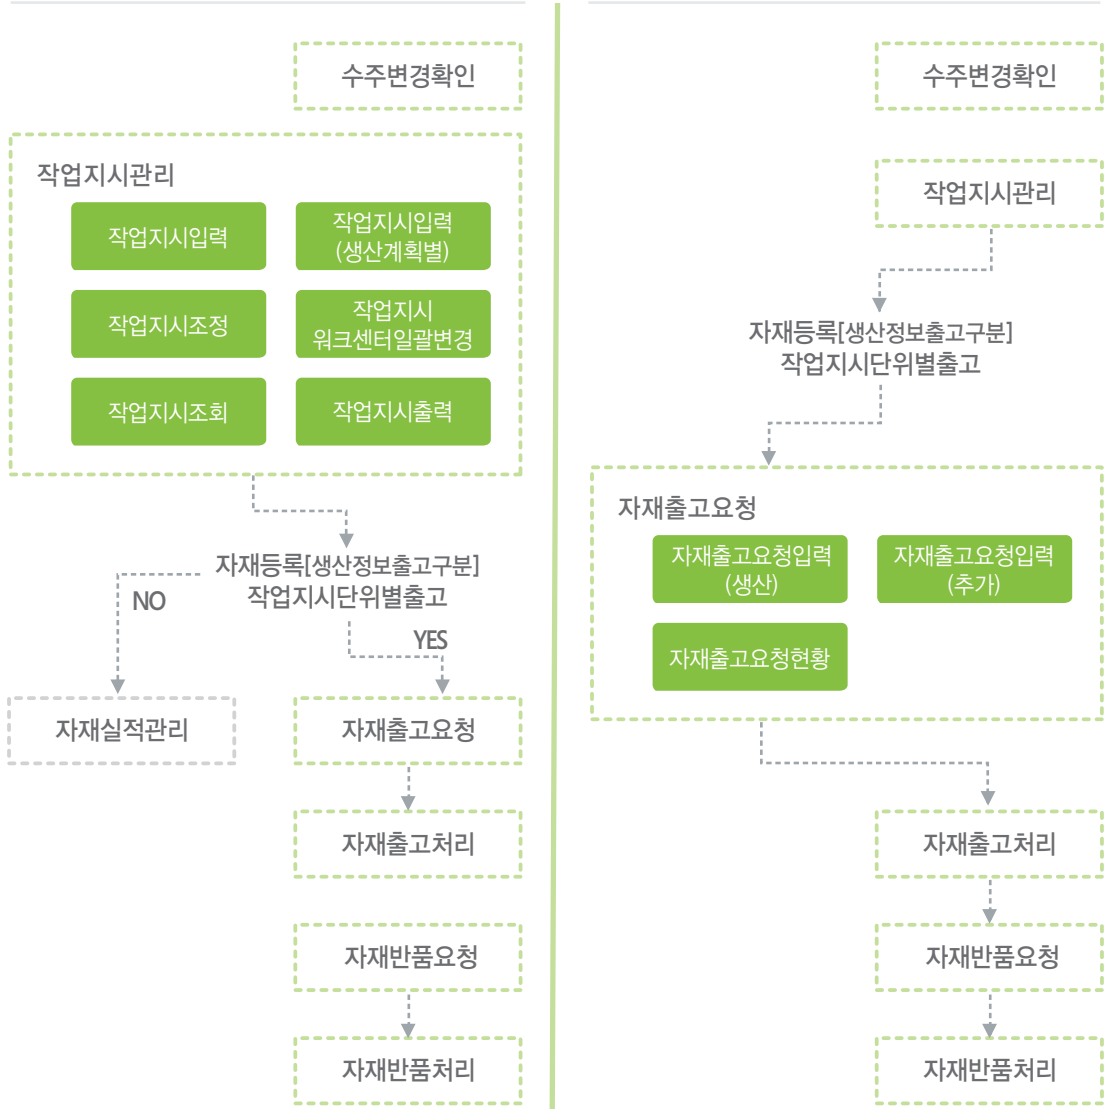 수주변경확인
작업지시관리
작업지시입력
작업지시입력
(생산계획별)
작업지시조정
작업지시
워크센터일괄변경
작업지시조회
작업지시출력
자재등록[생산정보출고구분]
작업지시단위별출고
NO
YES
자재실적관리
자재출고요청
자재출고처리
자재반품요청
자재반품처리
수주변경확인
작업지시관리
자재등록[생산정보출고구분]
작업지시단위별출고
자재출고요청
자재출고요청입력
(생산)
자재출고요청입력
(추가)
자재출고요청현황
자재출고처리
자재반품요청
자재반품처리